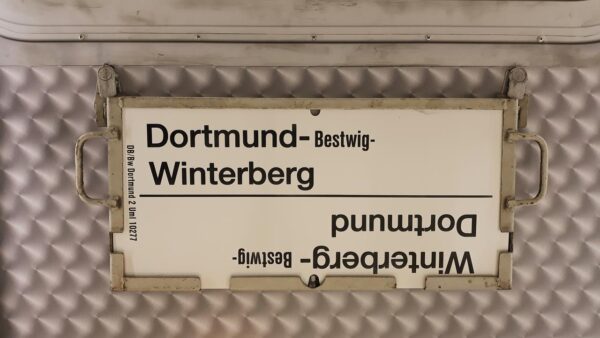 Dortmund- Bestwig-
Winterberg
DB/Bw Dortmund 2 Uml 10277
Winterberg- Bestwig-
Dortmund